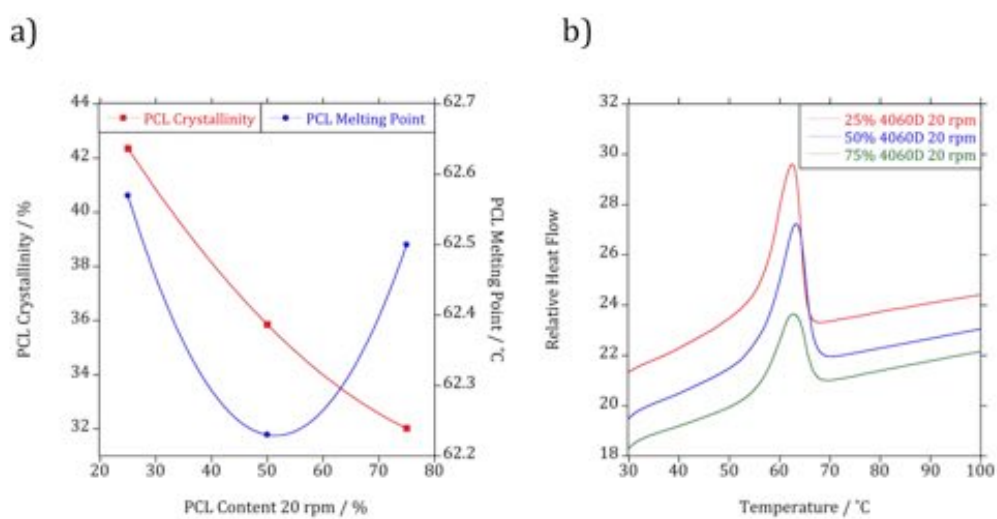 a)
44
42
40
38
36
34
32
PCL Crystallinity / %
PCL Crystallinity
PCL Melting Point
62.7
62.6
62.5
62.4
62.3
62.2
PCL Melting Point / °C
20 30 40 50 60 70 80
PCL Content 20 rpm / %
b)
32
30
28
26
24
22
20
18
Relative Heat Flow
25% 4060D 20 rpm
50% 4060D 20 rpm
75% 4060D 20 rpm
30 40 50 60 70 80 90 100
Temperature / °C